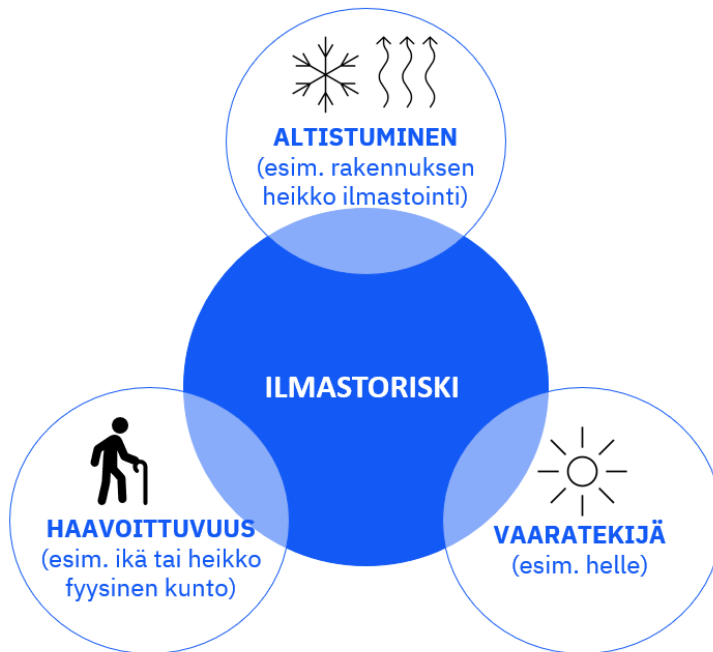 ALTISTUMINEN
(esim. rakennuksen
heikko ilmastointi)
ILMASTORISKI
HAAVOITTUVUUS
(esim. ikä tai heikko
fyysinen kunto)
VAARATEKIJÄ
(esim. helle)